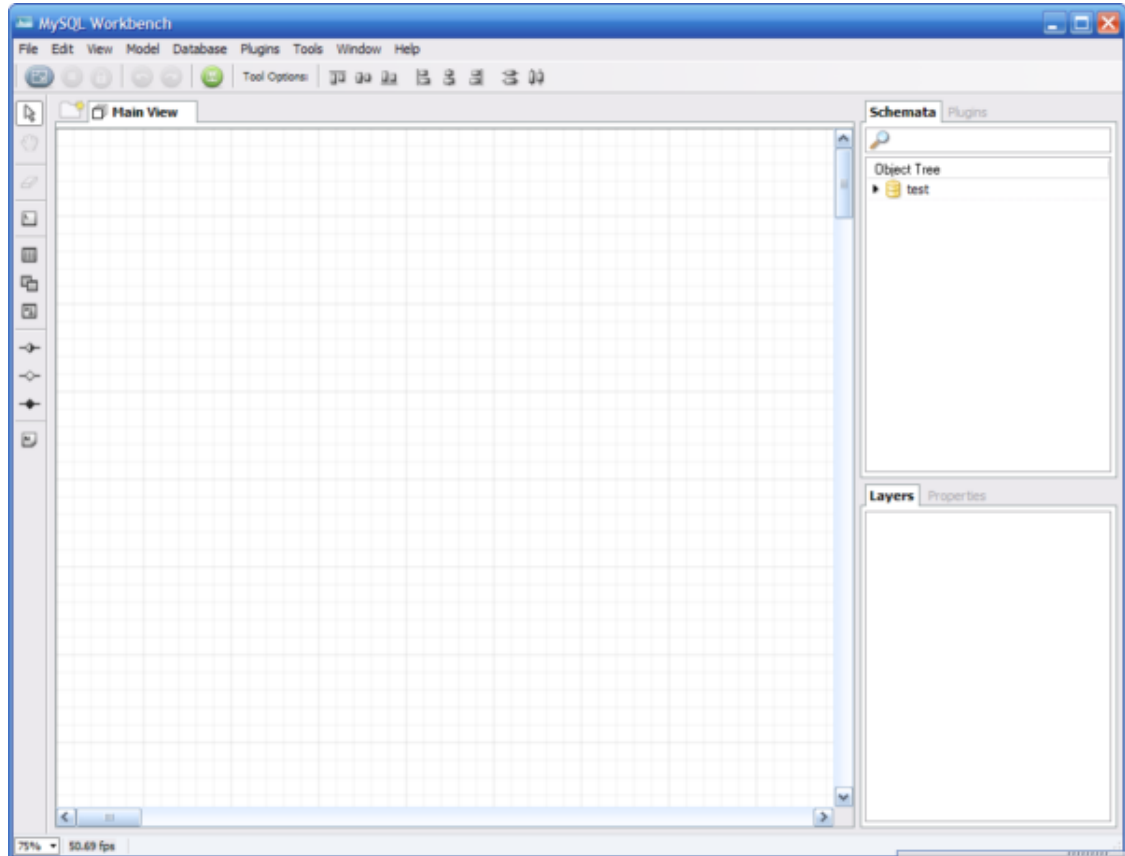 MySQL Workbench
File Edit View Model Database Plugins Tools Window Help
Tool Options:
Main View
Schemata Plugins
Object Tree
test
Layers Properties
75% 50.69 fps